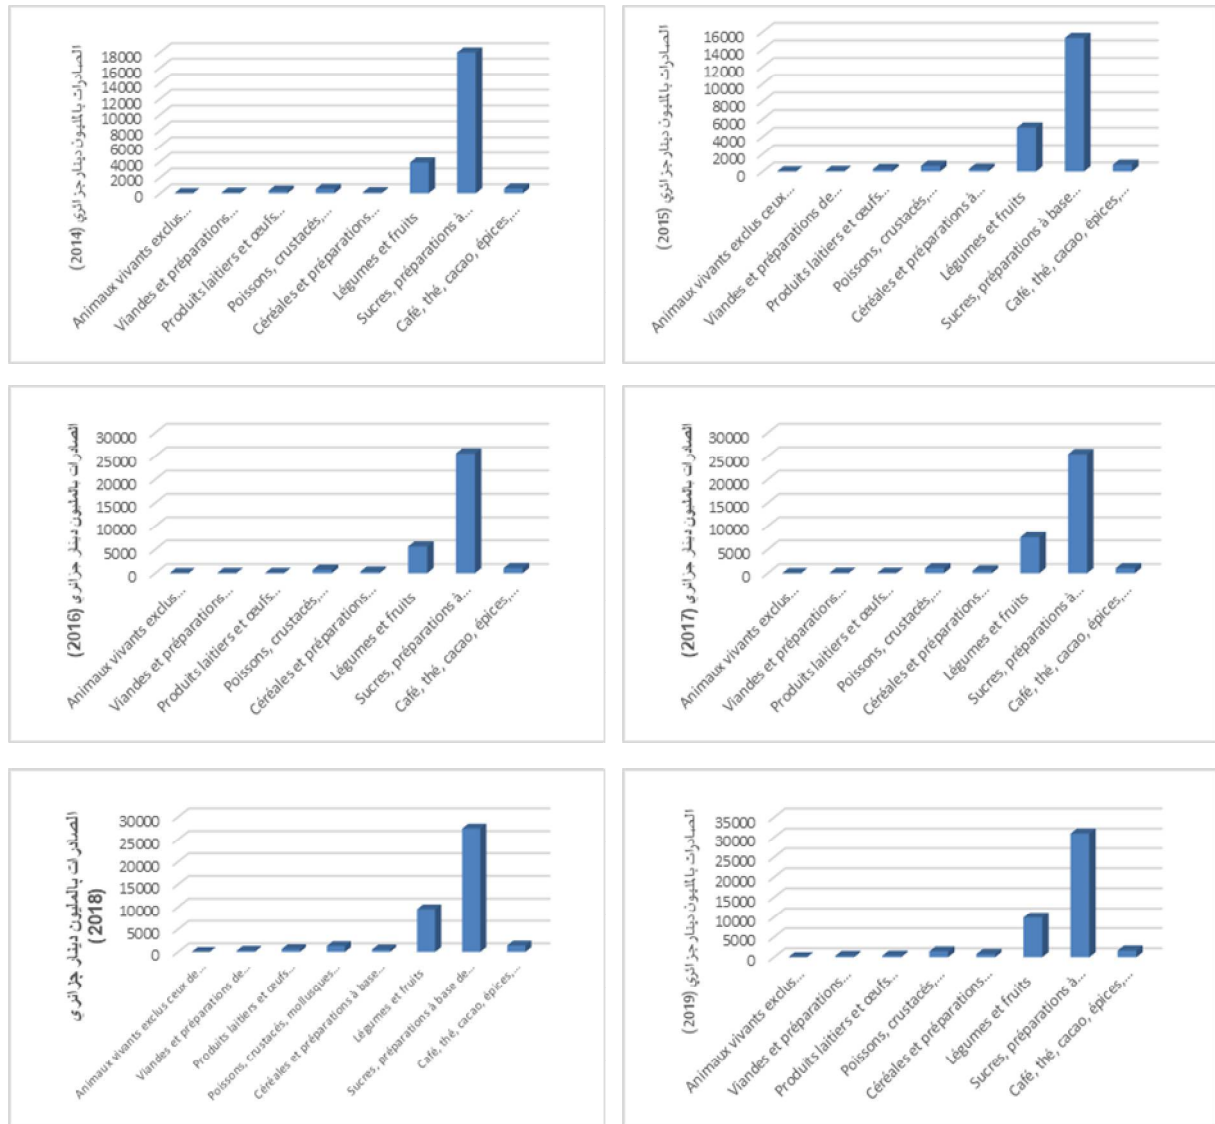 الصادرات بالمليون دينار جزائري (2014)
18000
16000
14000
12000
10000
8000
6000
4000
2000
0
Animaux vivants exclus…
Viandes et préparations…
Produits laitiers et œufs…
Poissons, crustacés,…
Céréales et préparations…
Légumes et fruits
Sucres, préparations à…
Café, thé, cacao, épices,…
الصادرات بالمليون دينار جزائري (2015)
16000
14000
12000
10000
8000
6000
4000
2000
0
Animaux vivants exclus ceux…
Viandes et préparations de…
Produits laitiers et œufs…
Poissons, crustacés,…
Céréales et préparations à…
Légumes et fruits
Sucres, préparations à base…
Café, thé, cacao, épices,…
الصادرات بالمليون دينار جزائري (2016)
30000
25000
20000
15000
10000
5000
0
Animaux vivants exclus…
Viandes et préparations…
Produits laitiers et œufs…
Poissons, crustacés,…
Céréales et préparations…
Légumes et fruits
Sucres, préparations à…
Café, thé, cacao, épices,…
الصادرات بالمليون دينار جزائري (2017)
30000
25000
20000
15000
10000
5000
0
Animaux vivants exclus…
Viandes et préparations…
Produits laitiers et œufs…
Poissons, crustacés,…
Céréales et préparations…
Légumes et fruits
Sucres, préparations à…
Café, thé, cacao, épices,…
الصادرات بالمليون دينار جزائري
(2018)
30000
25000
20000
15000
10000
5000
0
Animaux vivants exclus ceux de…
Viandes et préparations de…
Produits laitiers et œufs…
Poissons, crustacés, mollusques…
Céréales et préparations à base…
Légumes et fruits
Sucres, préparations à base de…
Café, thé, cacao, épices,…
الصادرات بالمليون دينار جزائري (2019)
35000
30000
25000
20000
15000
10000
5000
0
Animaux vivants exclus…
Viandes et préparations…
Produits laitiers et œufs…
Poissons, crustacés,…
Céréales et préparations…
Légumes et fruits
Sucres, préparations à…
Café, thé, cacao, épices,…